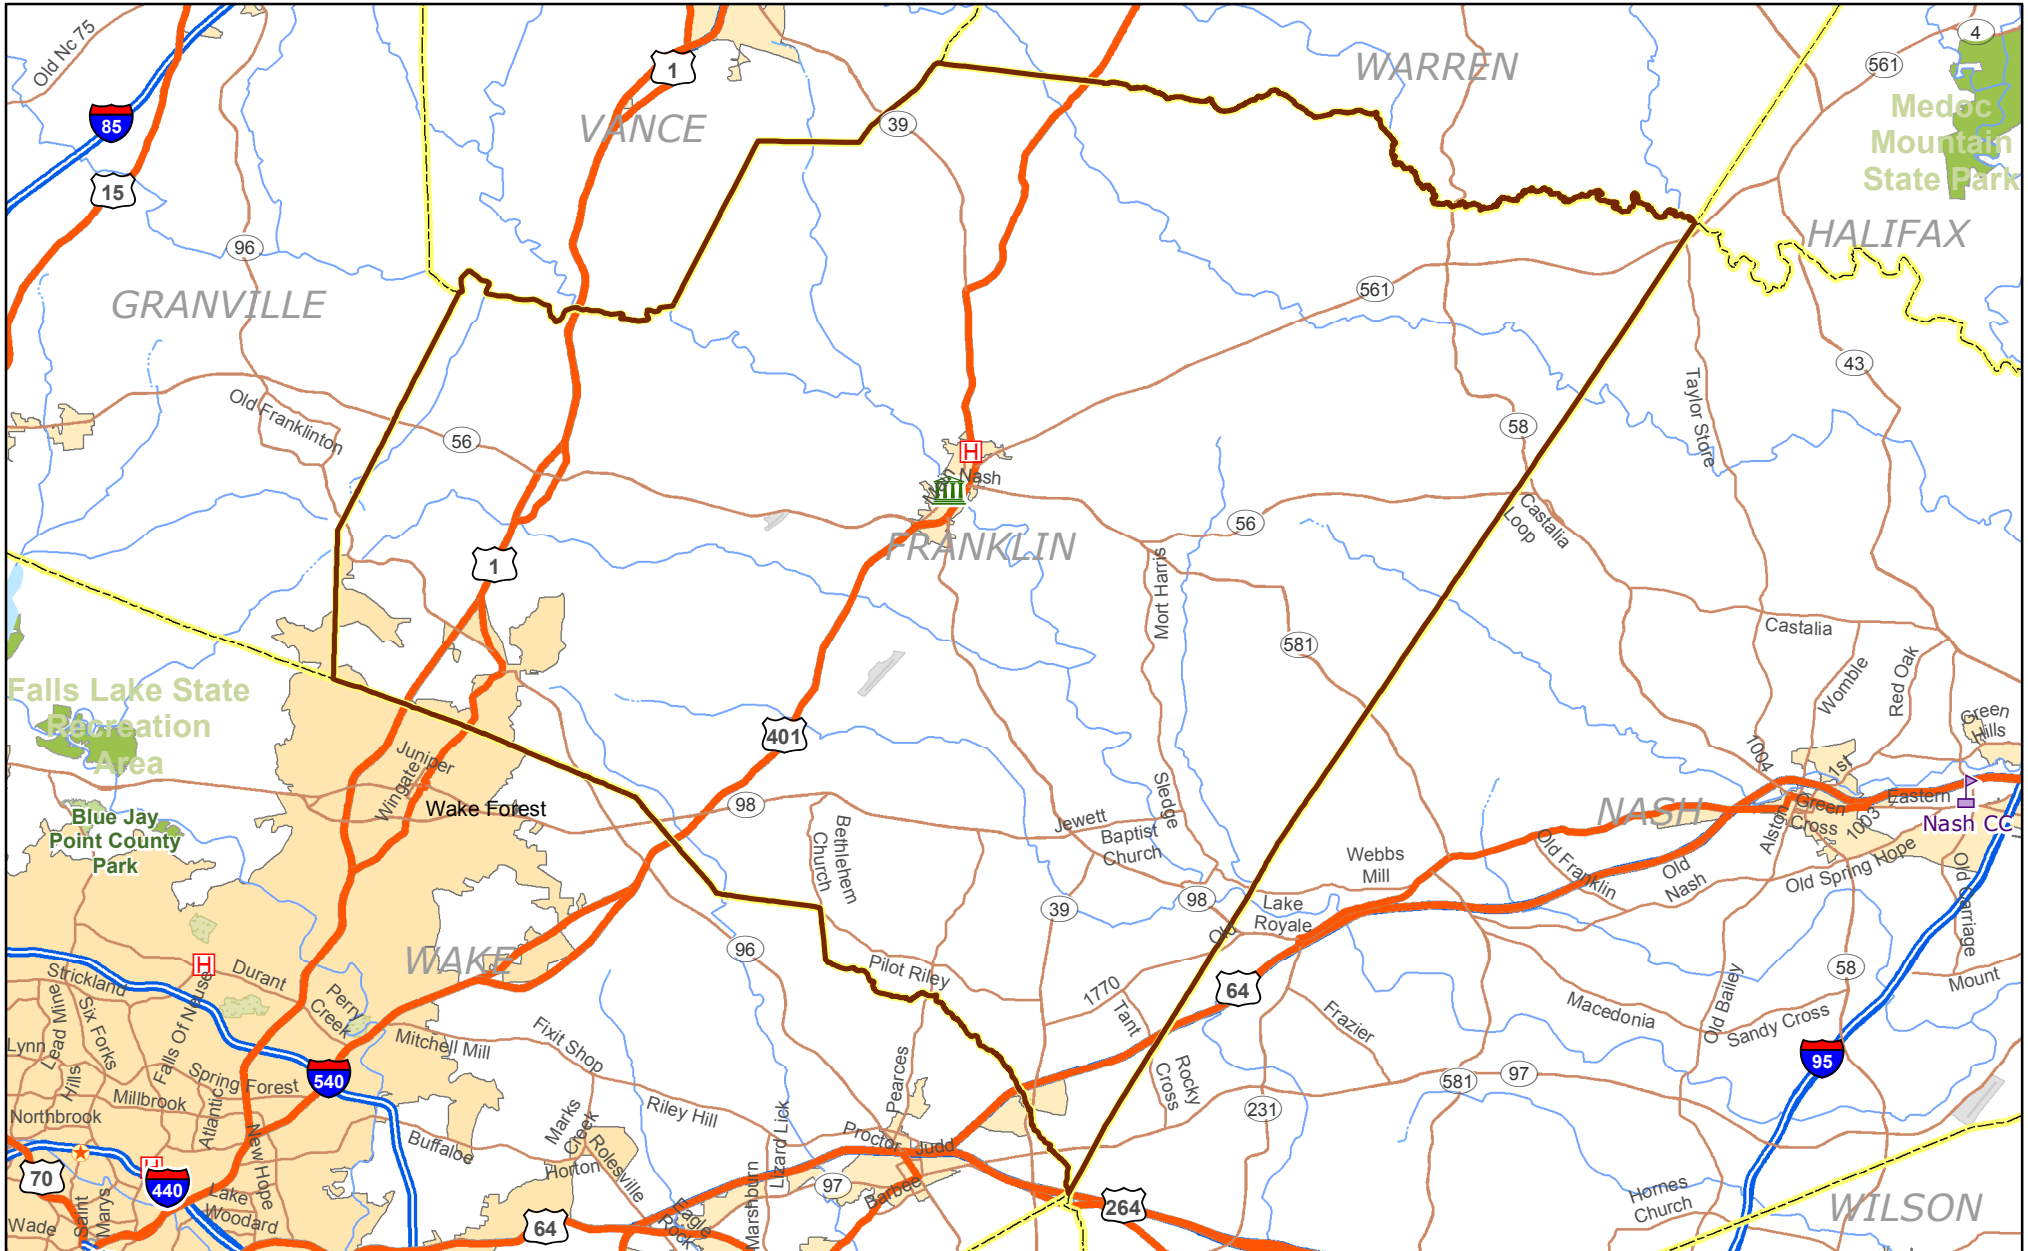 Old Nc 75
85
15
1
VANCE
39
WARREN
561
4
Medoc
Mountain
State Park
HALIFAX
96
GRANVILLE
561
43
Old Franklinton
56
58
Taylor Store
H
Main
Nash
56
Castalia
Loop
FRANKLIN
1
Mort Harris
581
Castalia
Womble
Red Oak
Green
Hills
Falls Lake State
Recreation
Area
401
Juniper
Wingate
Wake Forest
98
Sledge
1004
1st
Eastern
NASH
Green
Cross
1003
Alston
Nash CC
Blue Jay
Point County
Park
Bethlehem
Church
Jewett
Baptist
Church
Webbs
Mill
Old Franklin
Old
Nash
Old Spring Hope
Old Carriage
98
Lake
Royale
Old
39
WAKE
96
H
Durant
Strickland
Lead Mine
Six Forks
Falls Of Neuse
Perry
Creek
Pilot Riley
1770
Tant
64
Frazier
Macedonia
Old Bailey
Sandy Cross
58
Mount
Lynn
Hills
Mitchell Mill
Fixit Shop
540
Spring Forest
Millbrook
Northbrook
Atlantic
New Hope
Marks
Creek
Riley Hill
Pearces
Rocky
Cross
231
581
97
95
Buffaloe
Horton
Rolesville
Lizard Lick
Proctor
Judd
70
H
440
Lake
Woodard
Saint
Marys
Wade
64
Eagle
Rock
Marshburn
97
Barbee
264
Hornes
Church
WILSON